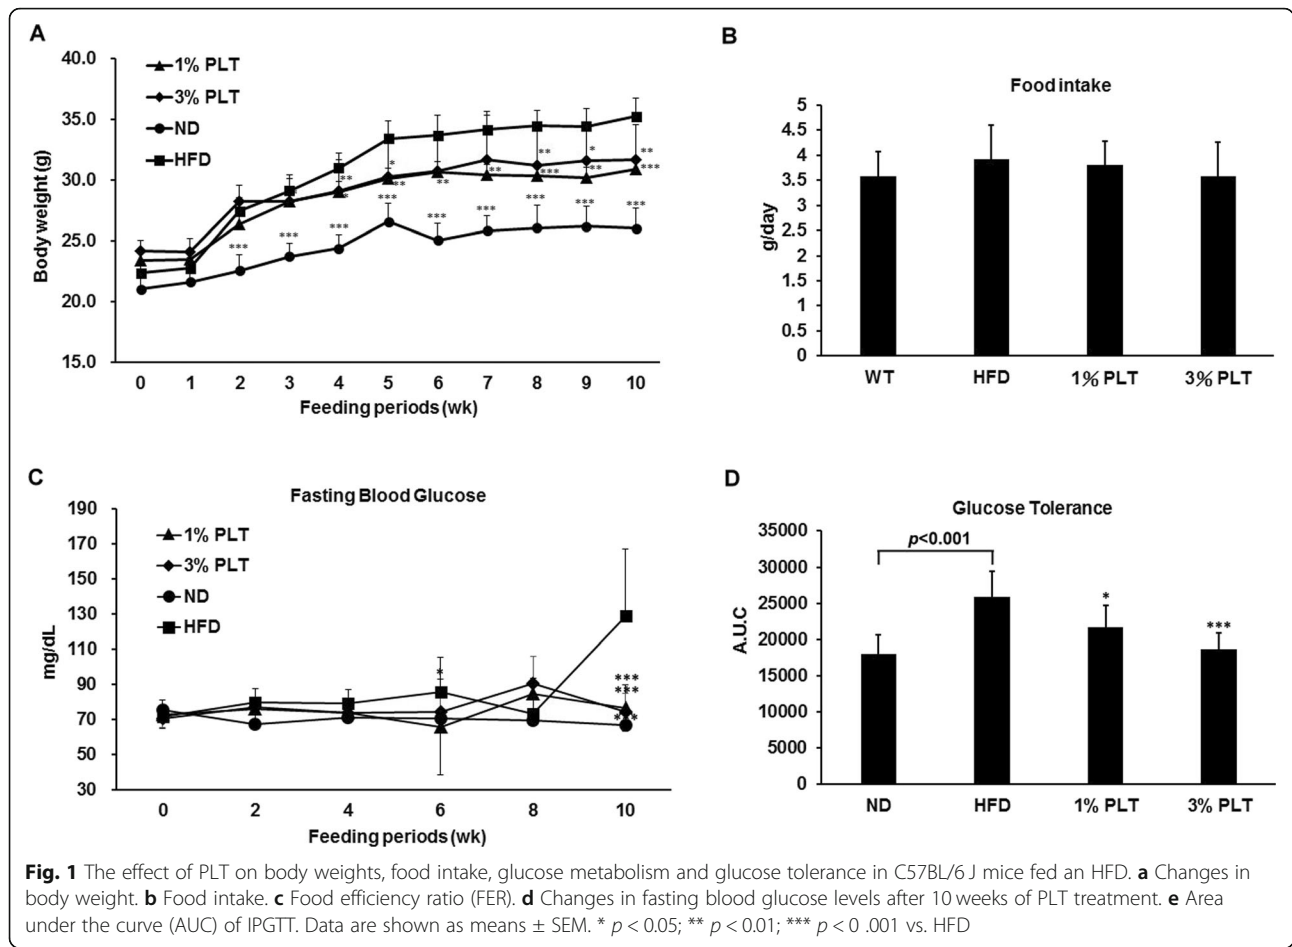 A
40.0
35.0
30.0
25.0
20.0
15.0
Body weight (g)
1% PLT
3% PLT
ND
HFD
*** *** *** *** *** *** *** *** ***
** * * ** ** ** ** *** * ** ** ***
0 1 2 3 4 5 6 7 8 9 10
Feeding periods (wk)
B
Food intake
5
4.5
4
3.5
3
2.5
2
1.5
1
0.5
0
g/day
WT HFD 1% PLT 3% PLT
C
Fasting Blood Glucose
190
170
150
130
110
90
70
50
30
mg/dL
1% PLT
3% PLT
ND
HFD
*
***
***
***
0 2 4 6 8 10
Feeding periods (wk)
D
Glucose Tolerance
35000
30000
25000
20000
15000
10000
5000
0
A.U.C
p<0.001
*
***
ND HFD 1% PLT 3% PLT
Fig. 1 The effect of PLT on body weights, food intake, glucose metabolism and glucose tolerance in C57BL/6 J mice fed an HFD. a Changes in
body weight. b Food intake. c Food efficiency ratio (FER). d Changes in fasting blood glucose levels after 10 weeks of PLT treatment. e Area
under the curve (AUC) of IPGTT. Data are shown as means ± SEM. * p < 0.05; ** p < 0.01; *** p < 0 .001 vs. HFD